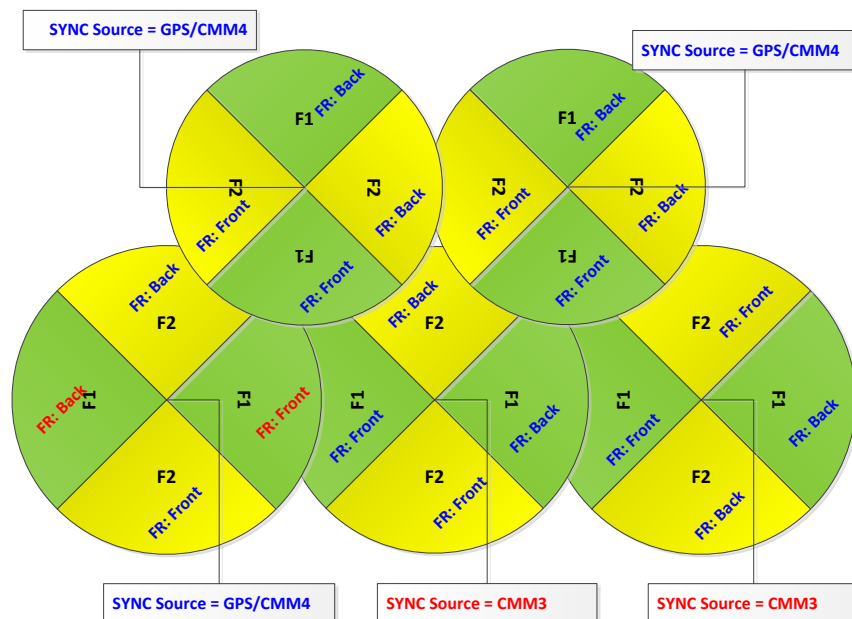 SYNC Source = GPS/CMM4
SYNC Source = GPS/CMM4
FR: Back
F1
F2
FR: Front
F2
FR: Back
F1
FR: Front
F1
FR: Back
F2
FR: Front
F2
FR: Back
F1
FR: Front
FR: Back
F2
F1
FR: Back
F1
FR: Front
F2
FR: Front
FR: Back
F2
F1
FR: Front
F1
FR: Back
F2
FR: Front
F2
FR: Front
F1
FR: Front
F1
FR: Back
F2
FR: Back
SYNC Source = GPS/CMM4
SYNC Source = CMM3
SYNC Source = CMM3